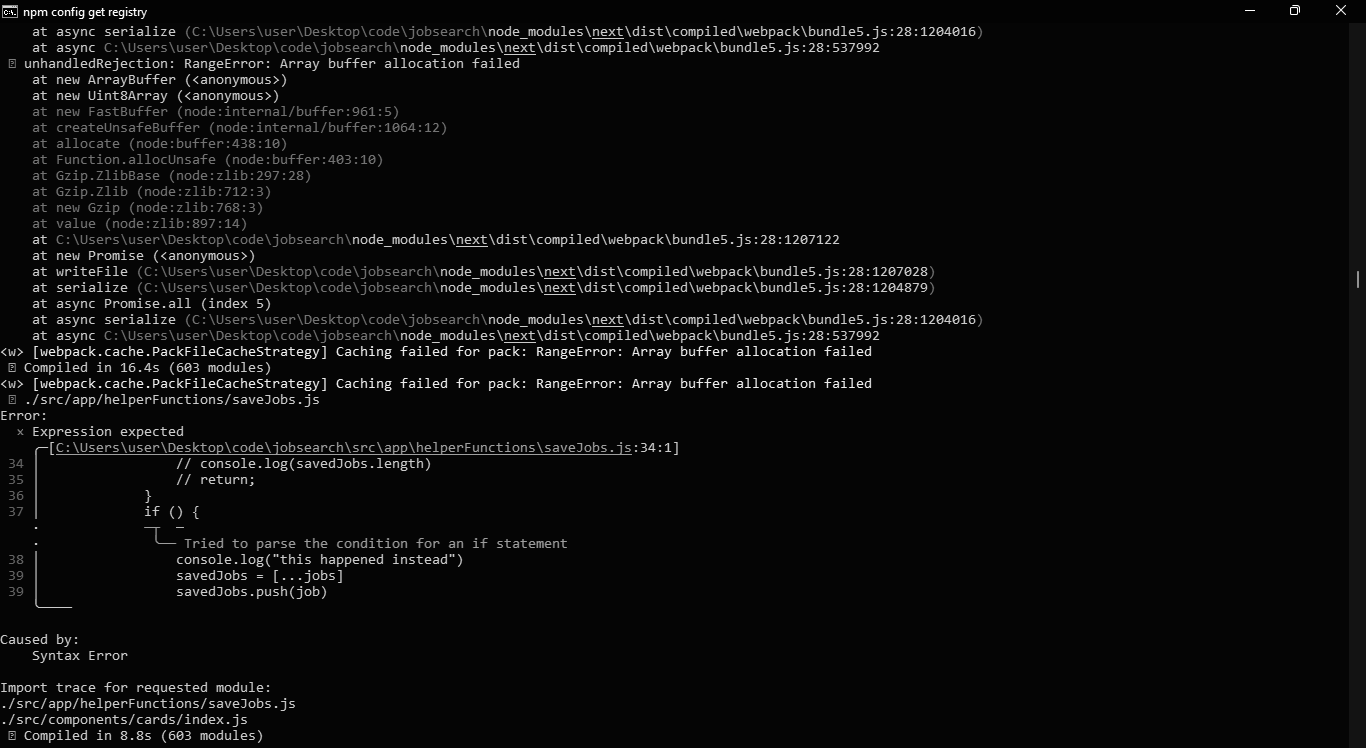 npm config get registry
at async serialize (C:\Users\user\Desktop\code\jobsearch\node_modules\next\dist\compiled\webpack\bundle5.js:28:1204016)
at async C:\Users\user\Desktop\code\jobsearch\node_modules\next\dist\compiled\webpack\bundle5.js:28:537992
unhandledRejection: RangeError: Array buffer allocation failed
at new ArrayBuffer (<anonymous>)
at new Uint8Array (<anonymous>)
at new FastBuffer (node:internal/buffer:961:5)
at createUnsafeBuffer (node:internal/buffer:1064:12)
at allocate (node:buffer:438:10)
at Function.allocUnsafe (node:buffer:403:10)
at Gzip.ZlibBase (node:zlib:297:28)
at Gzip.Zlib (node:zlib:712:3)
at new Gzip (node:zlib:768:3)
at value (node:zlib:897:14)
at C:\Users\user\Desktop\code\jobsearch\node_modules\next\dist\compiled\webpack\bundle5.js:28:1207122
at new Promise (<anonymous>)
at writeFile (C:\Users\user\Desktop\code\jobsearch\node_modules\next\dist\compiled\webpack\bundle5.js:28:1207028)
at serialize (C:\Users\user\Desktop\code\jobsearch\node_modules\next\dist\compiled\webpack\bundle5.js:28:1204879)
at async Promise.all (index 5)
at async serialize (C:\Users\user\Desktop\code\jobsearch\node_modules\next\dist\compiled\webpack\bundle5.js:28:1204016)
at async C:\Users\user\Desktop\code\jobsearch\node_modules\next\dist\compiled\webpack\bundle5.js:28:537992
<w> [webpack.cache.PackFileCacheStrategy] Caching failed for pack: RangeError: Array buffer allocation failed
Compiled in 16.4s (603 modules)
<w> [webpack.cache.PackFileCacheStrategy] Caching failed for pack: RangeError: Array buffer allocation failed
./src/app/helperFunctions/saveJobs.js
Error:
x Expression expected
[C:\Users\user\Desktop\code\jobsearch\src\app\helperFunctions\saveJobs.js:34:1]
34 // console.log(savedJobs.length)
35 // return;
36 }
37 if () {
Tried to parse the condition for an if statement
38 console.log("this happened instead")
39 savedJobs = [...jobs]
39 savedJobs.push(job)
Caused by:
Syntax Error
Import trace for requested module:
./src/app/helperFunctions/saveJobs.js
./src/components/cards/index.js
Compiled in 8.8s (603 modules)